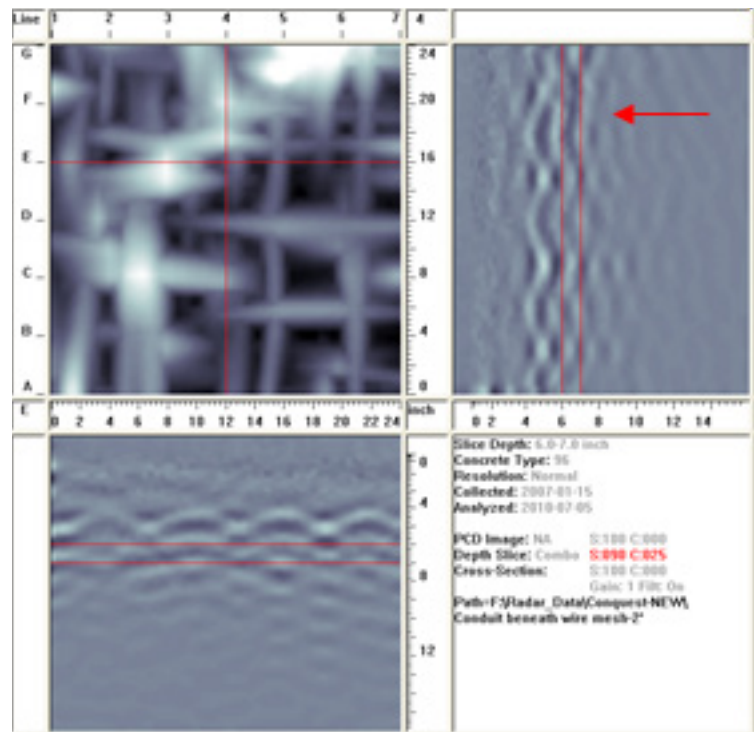 Line 1 2 3 4 5 6 7 4
G
F
E
D
C
B
A
24
20
16
12
8
4
0
E 0 2 4 6 8 10 12 14 16 18 20 22 24 inch 0 2 4 6 8 10 12 14
0
4
8
12
Slice Depth: 6.0-7.0 inch
Concrete Type: 96
Resolution: Normal
Collected: 2007-01-15
Analyzed: 2010-07-05
PCD Image: NA S:100 C:000
Depth Slice: Combo S:090 C:025
Cross-Section: S:100 C:000
Gain: 1 Filt: On
Path=F:\Radar_Data\Conquest-NEW\
Conduit beneath wire mesh-2"